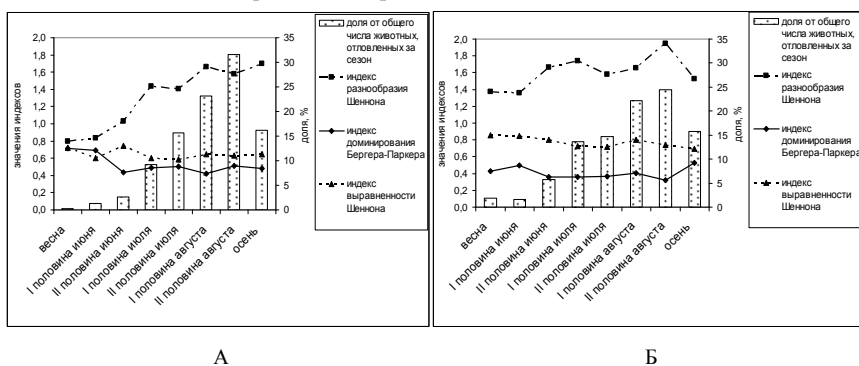 2,0
1,8
1,6
1,4
1,2
1,0
0,8
0,6
0,4
0,2
0,0
значения индексов
35
30
25
20
15
10
5
0
доля, %
весна
I половина июня
II половина июня
I половина июля
II половина июля
I половина августа
II половина августа
осень
доля от общего
числа животных,
отловленных за
сезон
индекс
разнообразия
Шеннона
индекс
доминирования
Бергера-Паркера
индекс
выравненности
Шеннона
А
2,0
1,8
1,6
1,4
1,2
1,0
0,8
0,6
0,4
0,2
0,0
значения индексов
35
30
25
20
15
10
5
0
доля, %
весна
I половина июня
II половина июня
I половина июля
II половина июля
I половина августа
II половина августа
осень
доля от общего
числа животных,
отловленных за
сезон
индекс
разнообразия
Шеннона
индекс
доминирования
Бергера-Паркера
индекс
выравненности
Шеннона
Б